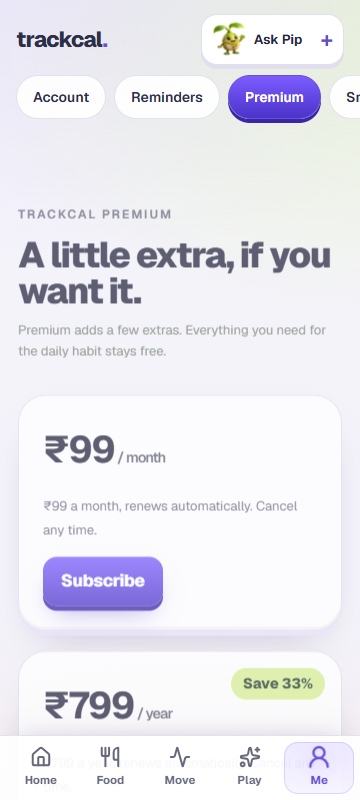 trackcal.
Ask Pip +
Account
Reminders
Premium
TRACKCAL PREMIUM
A little extra, if you
want it.
Premium adds a few extras. Everything you need for
the daily habit stays free.
₹99 / month
₹99 a month, renews automatically. Cancel
any time.
Subscribe
Save 33%
₹799 / year
Home
Food
Move
Play
Me